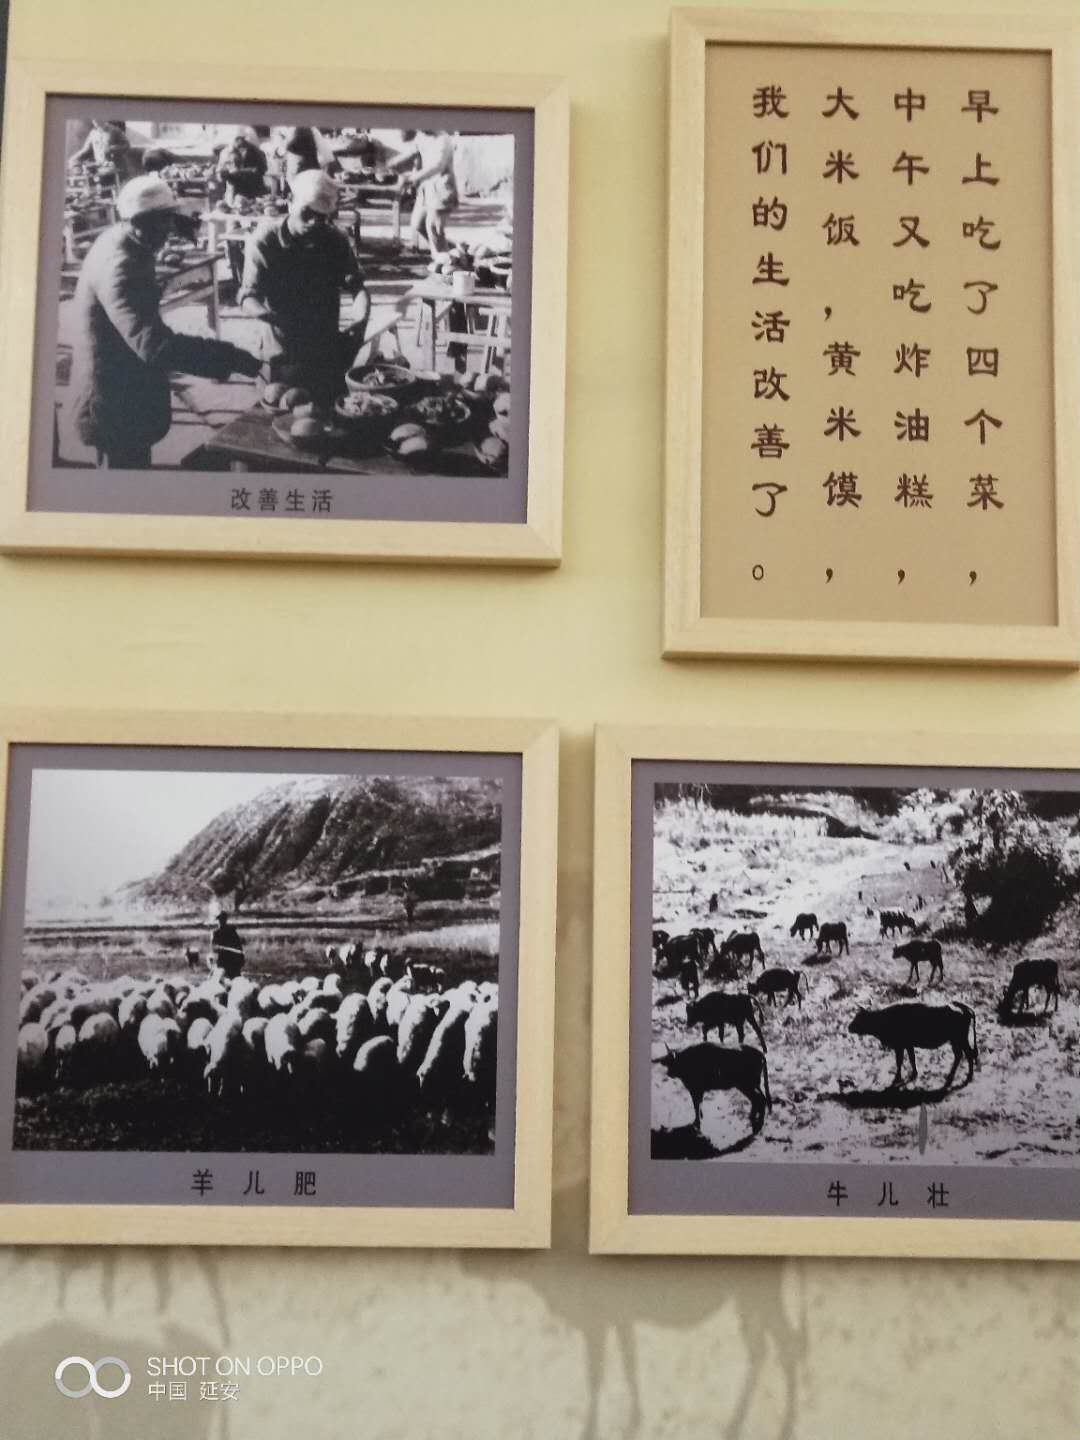 改善生活
早上吃了四个菜，
中午又吃炸油糕，
大米饭，黄米馍，
我们的生活改善了。
羊儿肥
牛儿壮
SHOT ON OPPO
中国 延安